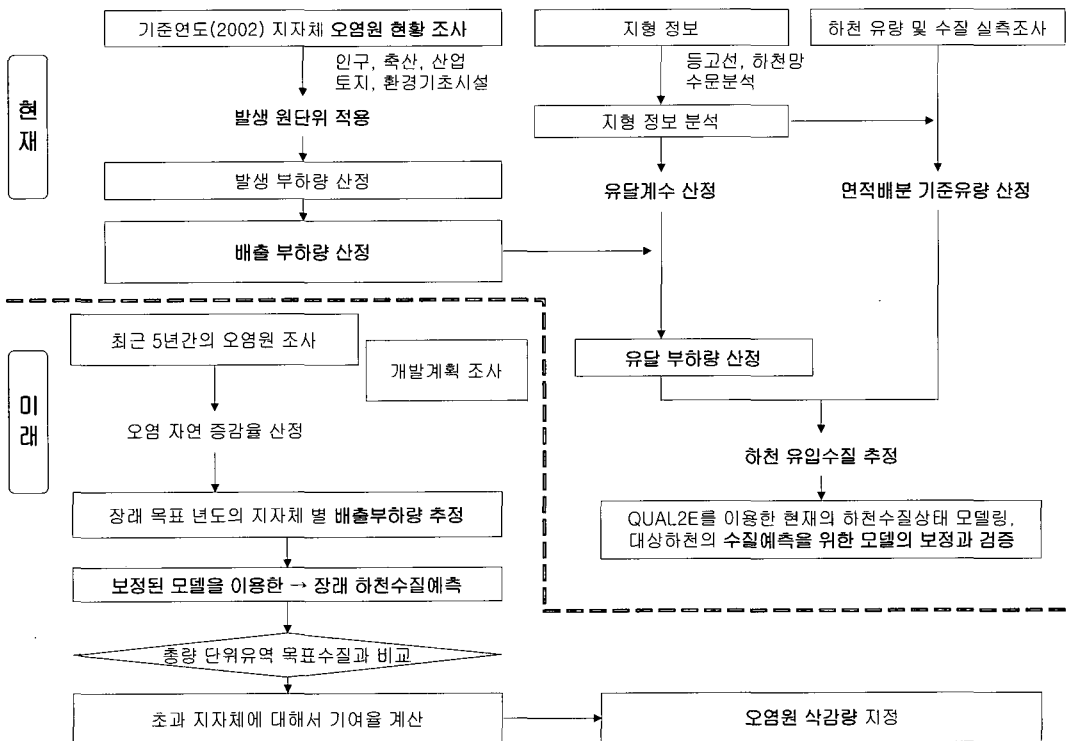 현
재
기준연도(2002) 지자체 오염원 현황 조사
인구, 축산, 산업
토지, 환경기초시설
발생 원단위 적용
발생 부하량 산정
배출 부하량 산정
지형 정보
등고선, 하천망
수문분석
지형 정보 분석
유달계수 산정
하천 유량 및 수질 실측조사
면적배분 기준유량 산정
유달 부하량 산정
하천 유입수질 추정
QUAL2E를 이용한 현재의 하천수질상태 모델링,
대상하천의 수질예측을 위한 모델의 보정과 검증
미
래
최근 5년간의 오염원 조사
개발계획 조사
오염 자연 증감율 산정
장래 목표 년도의 지자체 별 배출부하량 추정
보정된 모델을 이용한 → 장래 하천수질예측
총량 단위유역 목표수질과 비교
초과 지자체에 대해서 기여율 계산
오염원 삭감량 지정